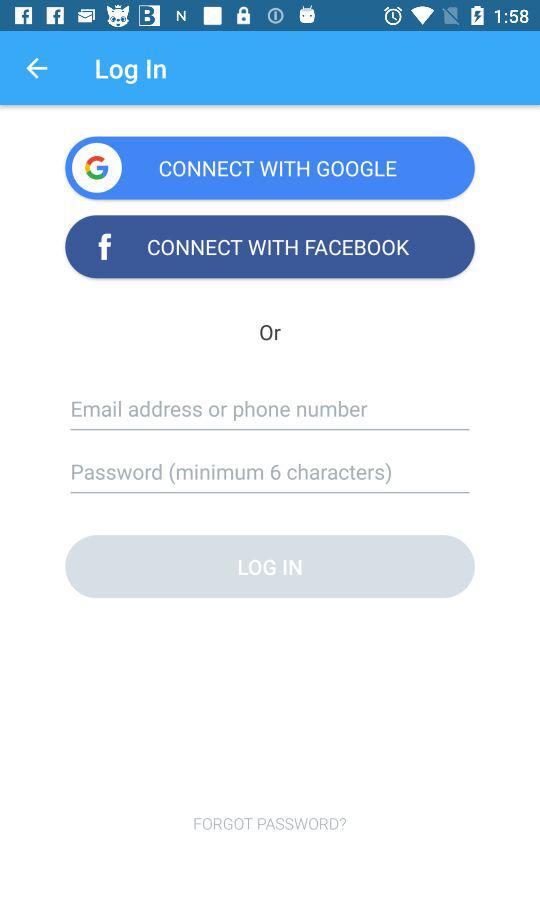 1:58
Log In
CONNECT WITH GOOGLE
CONNECT WITH FACEBOOK
Or
Email address or phone number
Password (minimum 6 characters)
LOG IN
FORGOT PASSWORD?